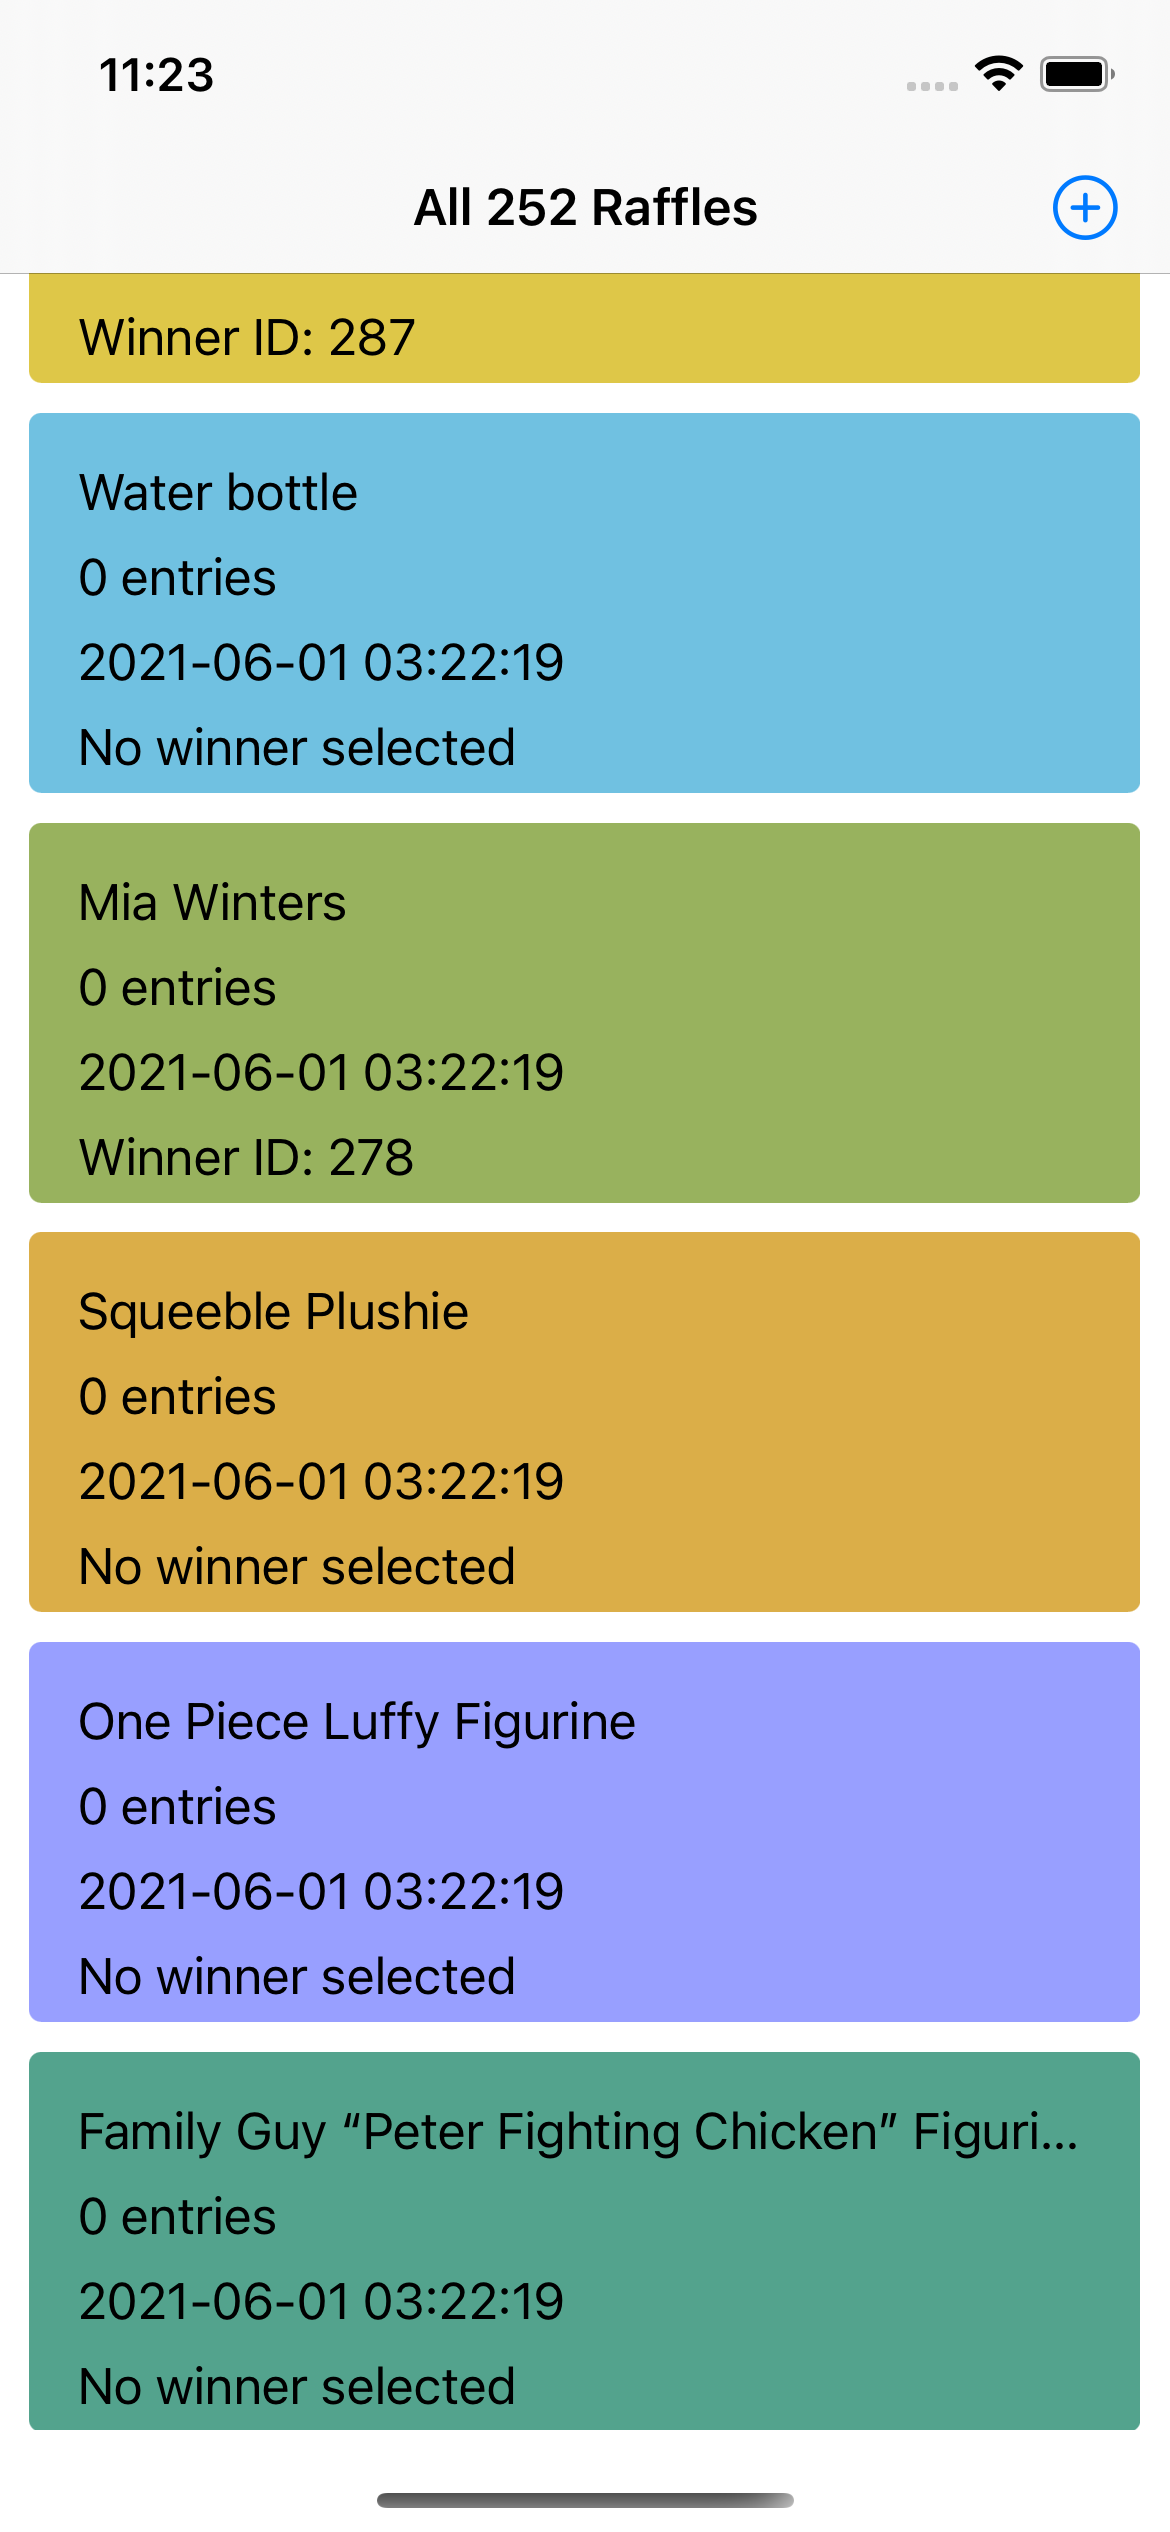 11:23
All 252 Raffles
Winner ID: 287
Water bottle
0 entries
2021-06-01 03:22:19
No winner selected
Mia Winters
0 entries
2021-06-01 03:22:19
Winner ID: 278
Squeeble Plushie
0 entries
2021-06-01 03:22:19
No winner selected
One Piece Luffy Figurine
0 entries
2021-06-01 03:22:19
No winner selected
Family Guy “Peter Fighting Chicken” Figuri...
0 entries
2021-06-01 03:22:19
No winner selected